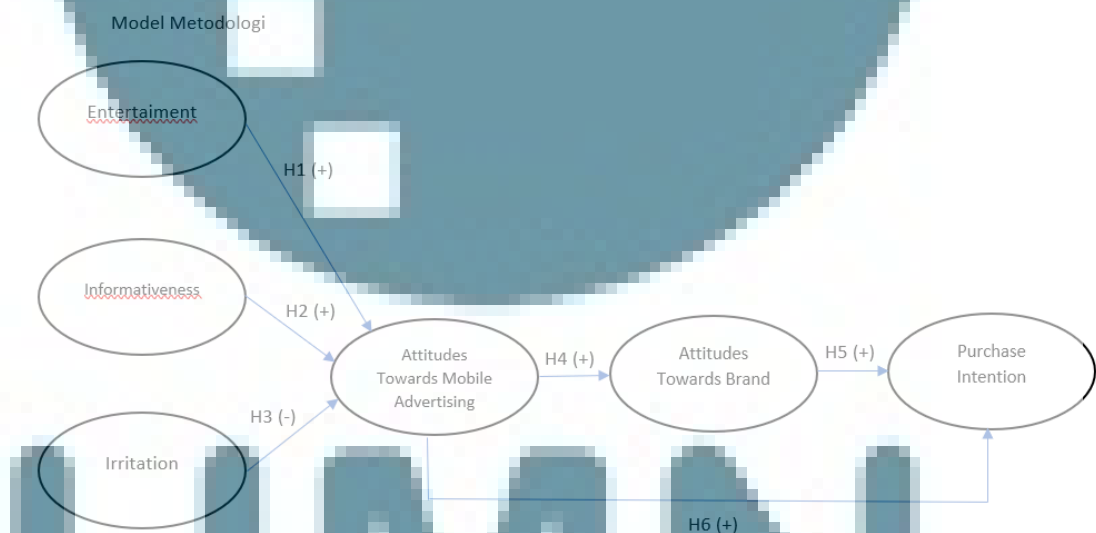 Model Metodologi
Entertaiment
H1 (+)
Informativeness
H2 (+)
Attitudes
Towards Mobile
Advertising
H4 (+)
Attitudes
Towards Brand
H5 (+)
Purchase
Intention
H3 (-)
Irritation
H6 (+)